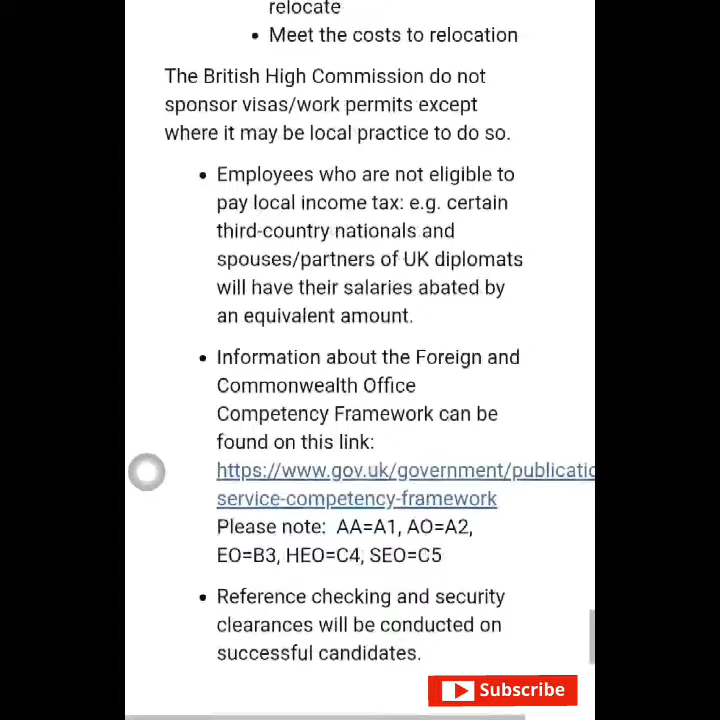 relocate
• Meet the costs to relocation
The British High Commission do not
sponsor visas/work permits except
where it may be local practice to do so.
• Employees who are not eligible to
pay local income tax: e.g. certain
third-country nationals and
spouses/partners of UK diplomats
will have their salaries abated by
an equivalent amount.
• Information about the Foreign and
Commonwealth Office
Competency Framework can be
found on this link:
https://www.gov.uk/government/publicatio
service-competency-framework
Please note:  AA=A1, AO=A2,
EO=B3, HEO=C4, SEO=C5
• Reference checking and security
clearances will be conducted on
successful candidates.
Subscribe